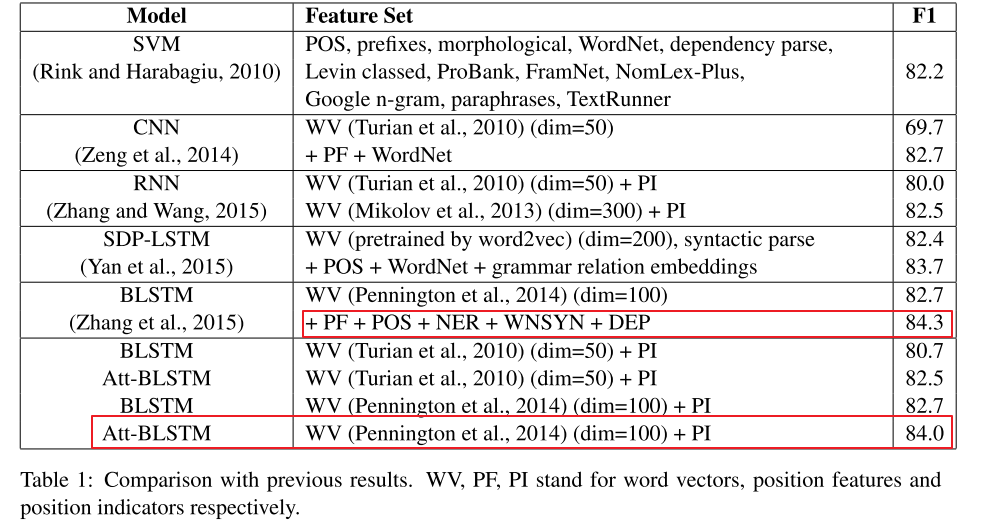 Model Feature Set F1
SVM POS, prefixes, morphological, WordNet, dependency parse,
(Rink and Harabagiu, 2010) Levin classed, ProBank, FramNet, NomLex-Plus, 82.2
Google n-gram, paraphrases, TextRunner
CNN WV (Turian et al., 2010) (dim=50) 69.7
(Zeng et al., 2014) + PF + WordNet 82.7
RNN WV (Turian et al., 2010) (dim=50) + PI 80.0
(Zhang and Wang, 2015) WV (Mikolov et al., 2013) (dim=300) + PI 82.5
SDP-LSTM WV (pretrained by word2vec) (dim=200), syntactic parse 82.4
(Yan et al., 2015) + POS + WordNet + grammar relation embeddings 83.7
BLSTM WV (Pennington et al., 2014) (dim=100) 82.7
(Zhang et al., 2015) + PF + POS + NER + WNSYN + DEP 84.3
BLSTM WV (Turian et al., 2010) (dim=50) + PI 80.7
Att-BLSTM WV (Turian et al., 2010) (dim=50) + PI 82.5
BLSTM WV (Pennington et al., 2014) (dim=100) + PI 82.7
Att-BLSTM WV (Pennington et al., 2014) (dim=100) + PI 84.0
Table 1: Comparison with previous results. WV, PF, PI stand for word vectors, position features and
position indicators respectively.